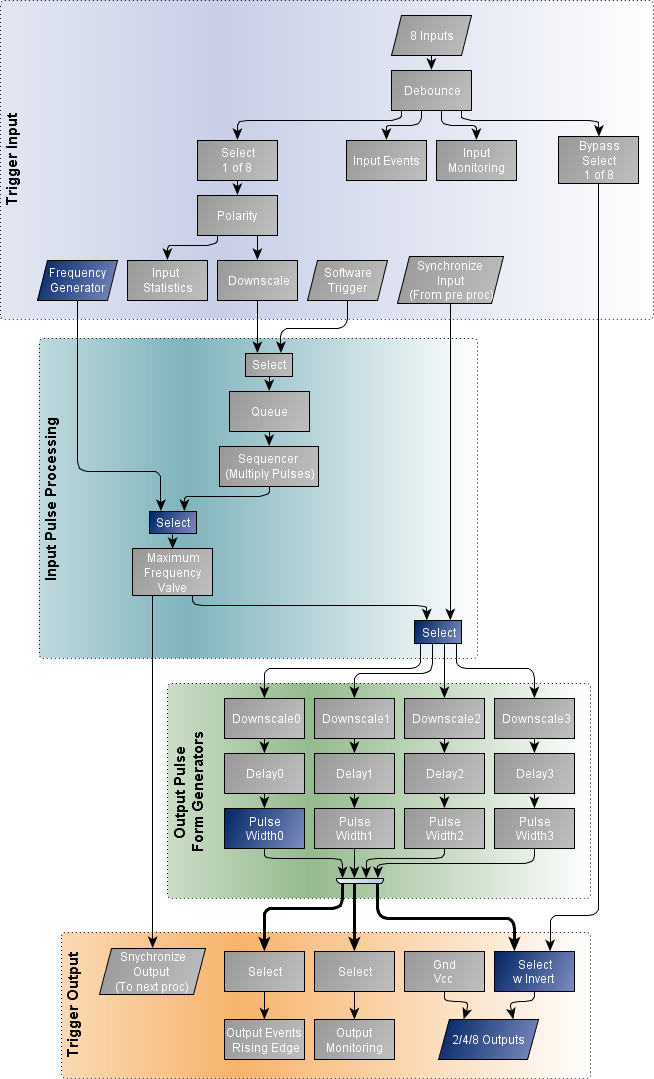 Trigger Input
8 Inputs
Debounce
Select
1 of 8
Input Events
Input
Monitoring
Bypass
Select
1 of 8
Polarity
Frequency
Generator
Input
Statistics
Downscale
Software
Trigger
Synchronize
Input
(From pre proc)
Input Pulse Processing
Select
Queue
Sequencer
(Multiply Pulses)
Select
Maximum
Frequency
Valve
Select
Output Pulse
Form Generators
Downscale0
Downscale1
Downscale2
Downscale3
Delay0
Delay1
Delay2
Delay3
Pulse
Width0
Pulse
Width1
Pulse
Width2
Pulse
Width3
Trigger Output
Snychronize
Output
(To next proc)
Select
Select
Gnd
Vcc
Select
w Invert
Output Events
Rising Edge
Output
Monitoring
2/4/8 Outputs